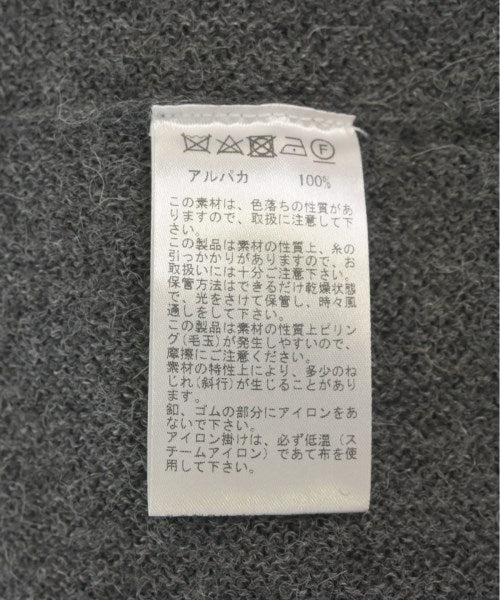 F
アルパカ 100%
この素材は、色落ちの性質があ
りますので、取扱に注意して下
さい。
この製品は素材の性質上、糸の
引っかかりがありますので、お
取扱いには十分ご注意下さい。
保管方法はできるだけ乾燥状態
で、光をさけて保管し、時々風
通しをして下さい。
この製品は素材の性質上ピリン
グ(毛玉)が発生しやすいので、
摩擦にご注意ください。
素材の特性上により、多少のね
じれ(斜行)が生じることがあり
ます。
釦、ゴムの部分にアイロンをあ
ないで下さい。
アイロン掛けは、必ず低温(ス
チームアイロン)であて布を使
用して下さい。